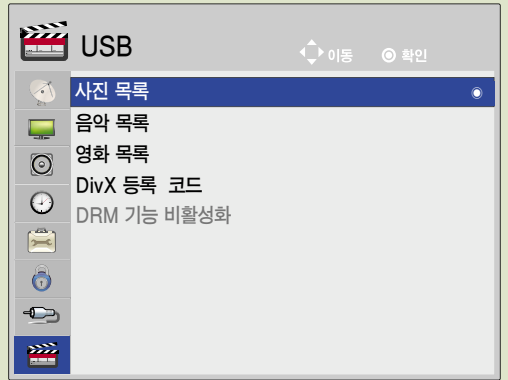 USB
이동 확인
사진 목록
음악 목록
영화 목록
DivX 등록 코드
DRM 기능 비활성화